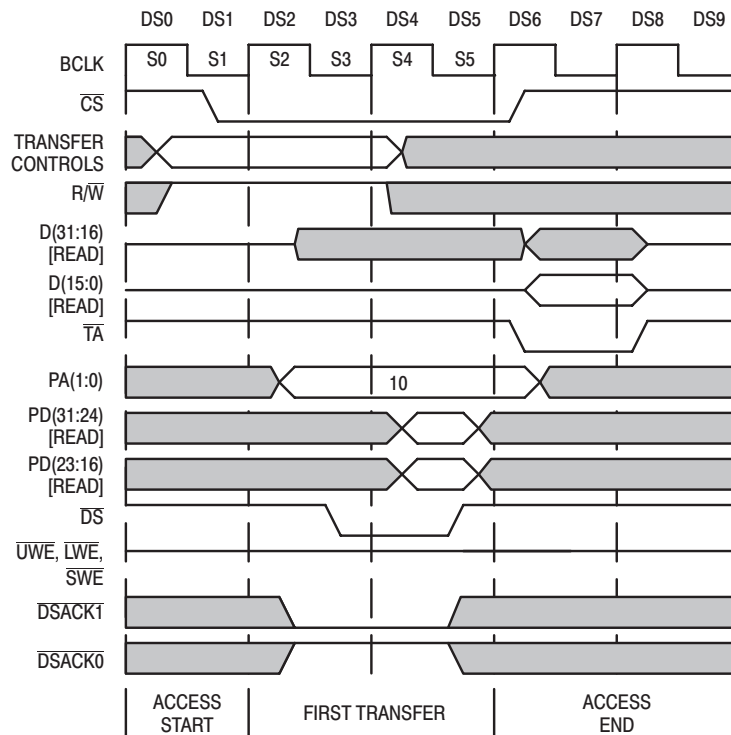 DS0 DS1 DS2 DS3 DS4 DS5 DS6 DS7 DS8 DS9
BCLK S0 S1 S2 S3 S4 S5
CS
TRANSFER
CONTROLS
R/W
D(31:16)
[READ]
D(15:0)
[READ]
TA
PA(1:0) 10
PD(31:24)
[READ]
PD(23:16)
[READ]
DS
UWE, LWE,
SWE
DSACK1
DSACK0
ACCESS
START
FIRST TRANSFER
ACCESS
END